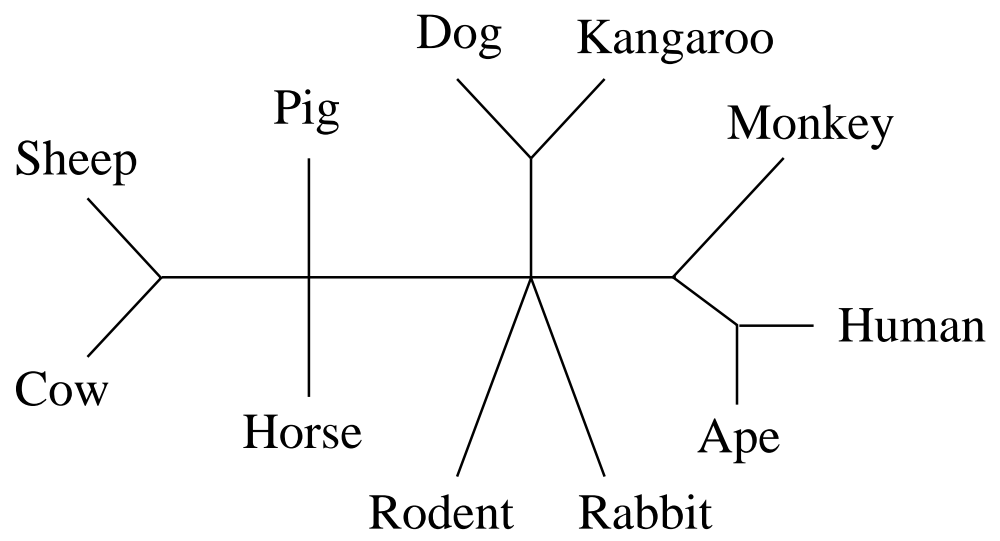 Dog
Kangaroo
Pig
Monkey
Sheep
Human
Cow
Horse
Ape
Rodent
Rabbit